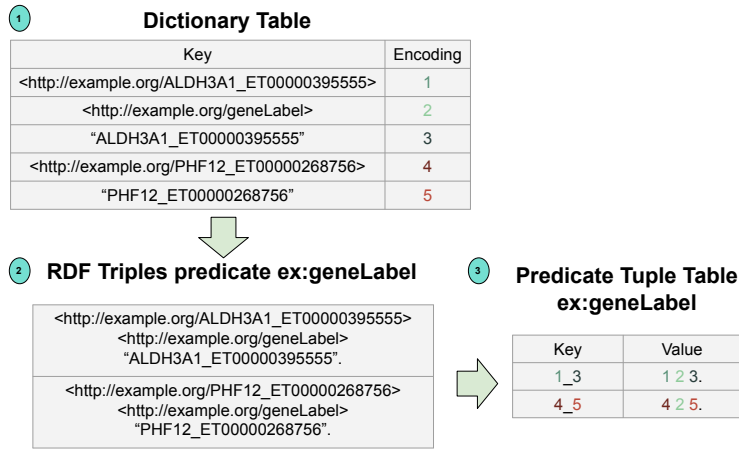 1
Dictionary Table
Key Encoding
<http://example.org/ALDH3A1_ET00000395555> 1
<http://example.org/geneLabel> 2
“ALDH3A1_ET00000395555” 3
<http://example.org/PHF12_ET00000268756> 4
“PHF12_ET00000268756” 5
2
RDF Triples predicate ex:geneLabel
<http://example.org/ALDH3A1_ET00000395555>
<http://example.org/geneLabel>
“ALDH3A1_ET00000395555”.
<http://example.org/PHF12_ET00000268756>
<http://example.org/geneLabel>
“PHF12_ET00000268756”.
3
Predicate Tuple Table
ex:geneLabel
Key Value
1_3 1 2 3.
4_5 4 2 5.